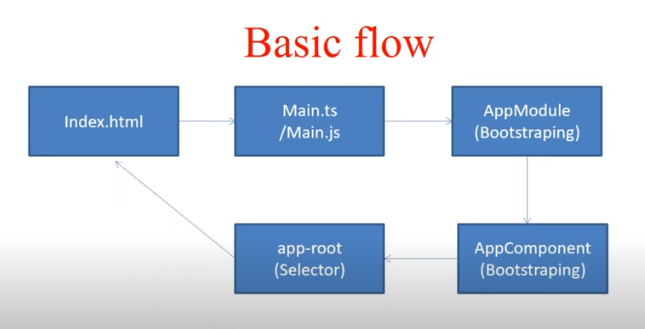 Basic flow
Index.html
Main.ts
/Main.js
AppModule
(Bootstraping)
AppComponent
(Bootstraping)
app-root
(Selector)